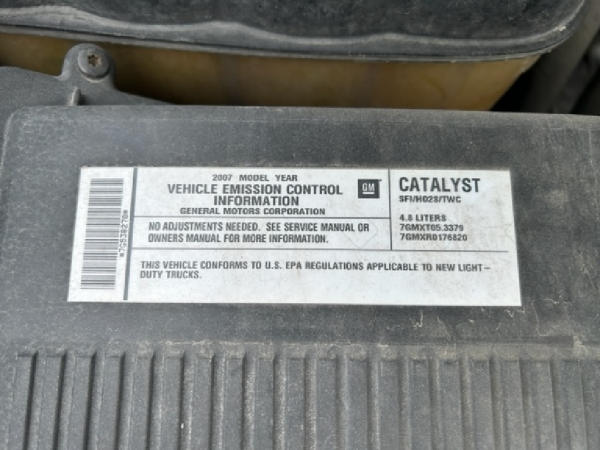 2007 MODEL YEAR
VEHICLE EMISSION CONTROL
INFORMATION
GENERAL MOTORS CORPORATION
GM
CATALYST
SFI/HO2S/TWC
NO ADJUSTMENTS NEEDED. SEE SERVICE MANUAL OR
OWNERS MANUAL FOR MORE INFORMATION.
4.8 LITERS
7GMXT05.3379
7GMXR0176820
THIS VEHICLE CONFORMS TO U.S. EPA REGULATIONS APPLICABLE TO NEW LIGHT-
DUTY TRUCKS.